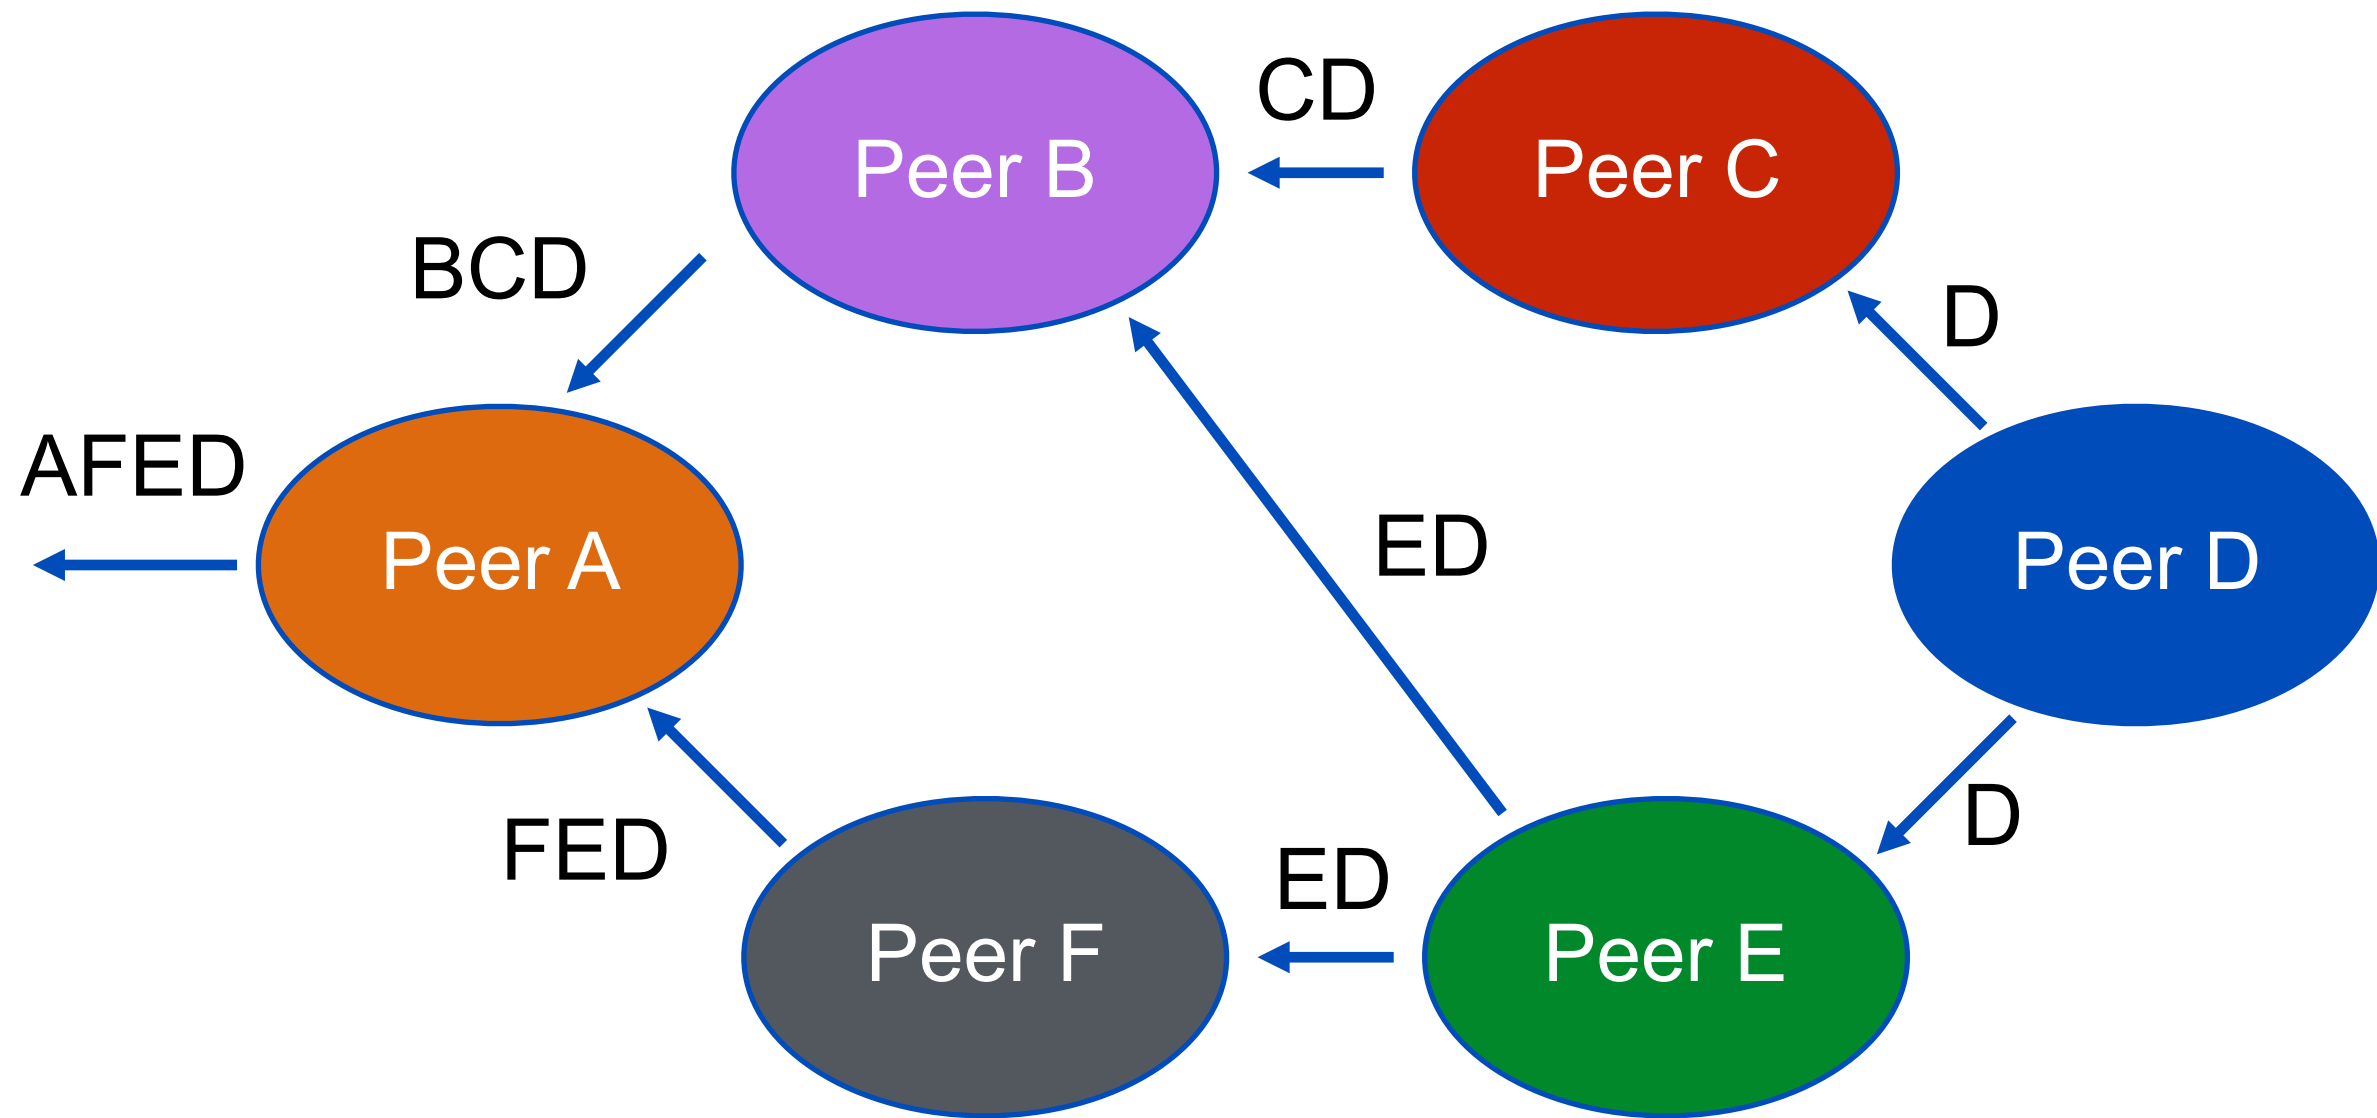 CD
Peer B
Peer C
BCD
D
AFED
Peer A
ED
Peer D
FED
ED
D
Peer F
Peer E